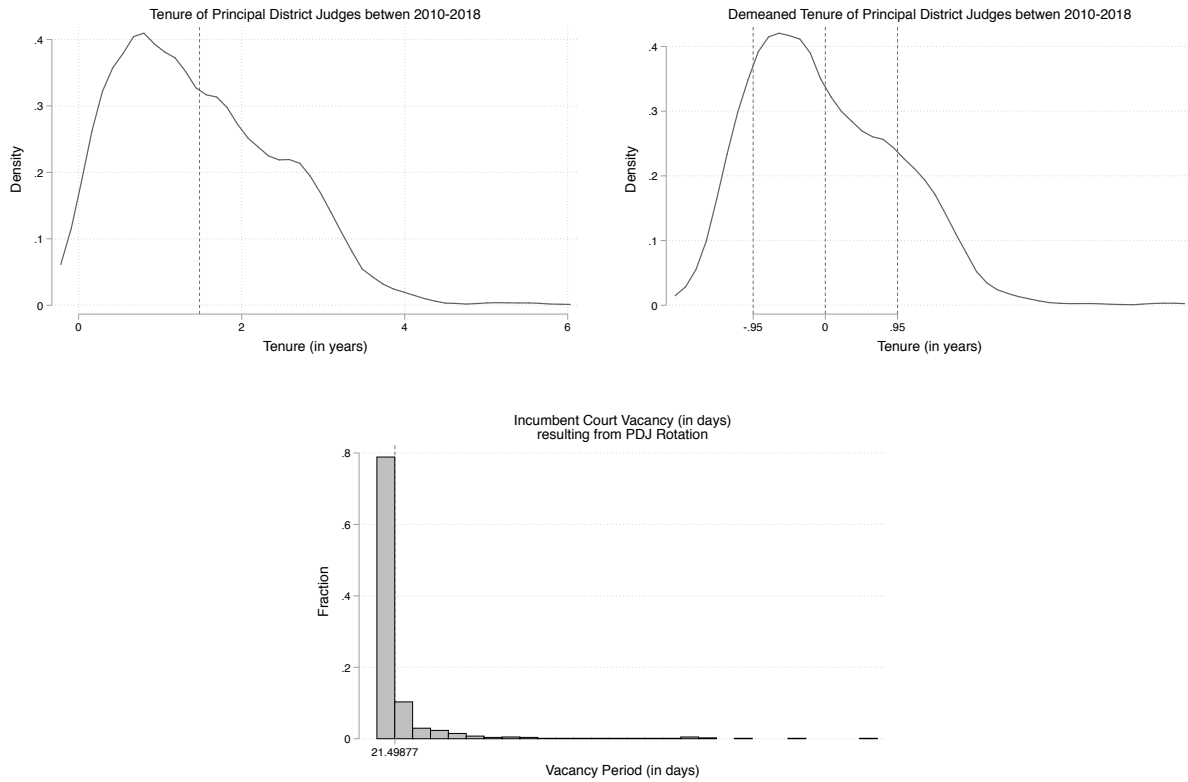 Tenure of Principal District Judges betwen 2010-2018
.4
.3
.2
.1
0
Density
0 2 4 6
Tenure (in years)
Demeaned Tenure of Principal District Judges betwen 2010-2018
.4
.3
.2
.1
0
Density
-.95 0 .95
Tenure (in years)
Incumbent Court Vacancy (in days)
resulting from PDJ Rotation
.8
.6
.4
.2
0
Fraction
21.49877
Vacancy Period (in days)